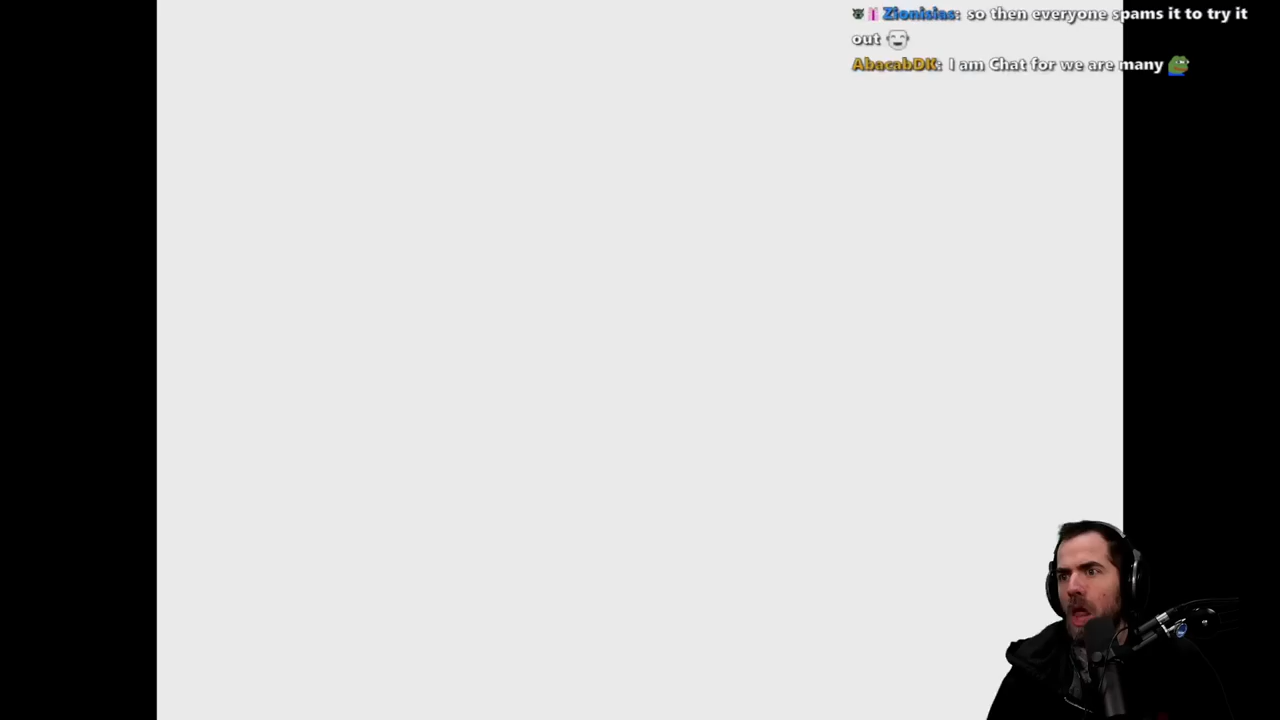 Zionisias: so then everyone spams it to try it
out
AbacabDK: I am Chat for we are many